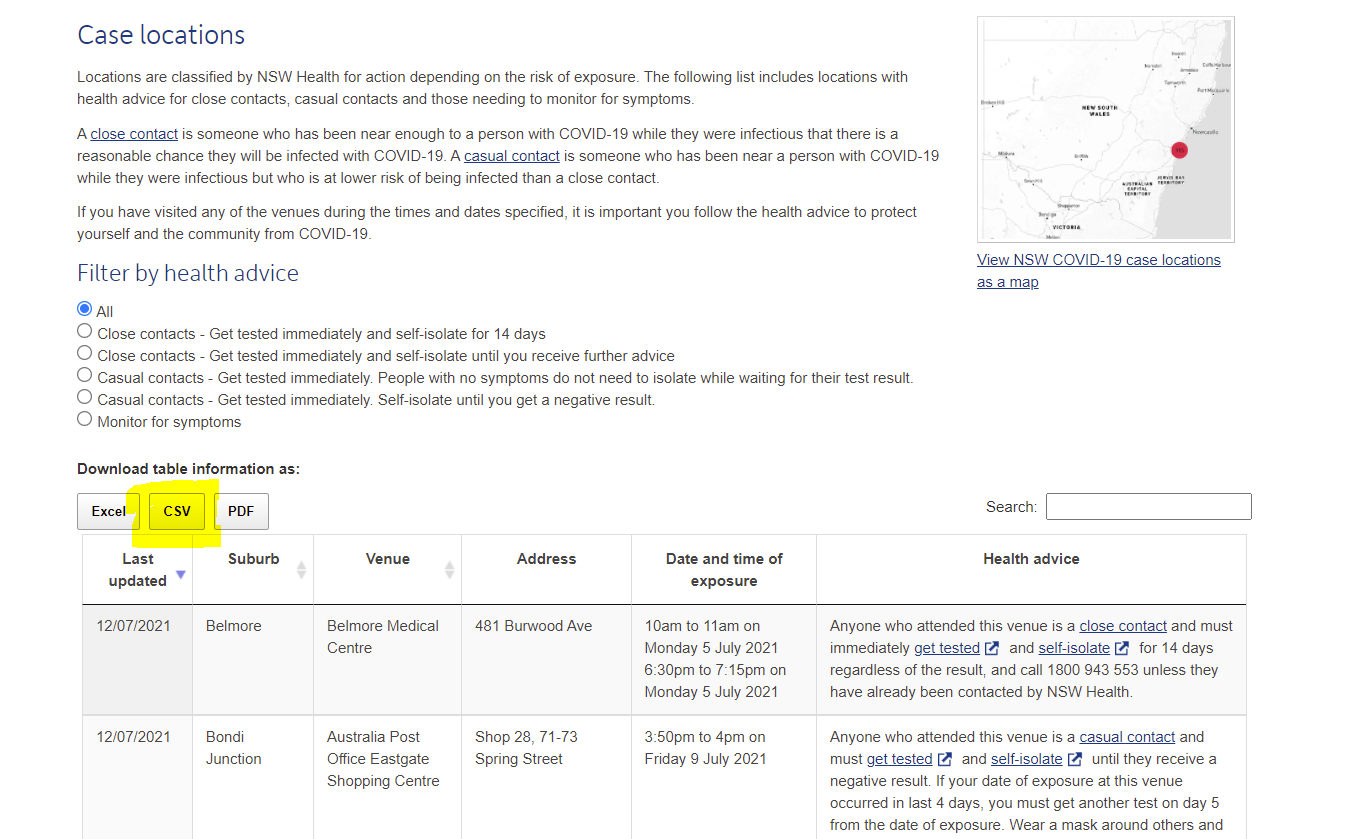 Case locations
Locations are classified by NSW Health for action depending on the risk of exposure. The following list includes locations with
health advice for close contacts, casual contacts and those needing to monitor for symptoms.
A close contact is someone who has been near enough to a person with COVID-19 while they were infectious that there is a
reasonable chance they will be infected with COVID-19. A casual contact is someone who has been near a person with COVID-19
while they were infectious but who is at lower risk of being infected than a close contact.
If you have visited any of the venues during the times and dates specified, it is important you follow the health advice to protect
yourself and the community from COVID-19.
NEW SOUTH
WALES
Newcastle
AUSTRALIAN
CAPITAL
TERRITORY
JERVIS BAY
TERRITORY
VICTORIA
View NSW COVID-19 case locations
as a map
Filter by health advice
All
Close contacts - Get tested immediately and self-isolate for 14 days
Close contacts - Get tested immediately and self-isolate until you receive further advice
Casual contacts - Get tested immediately. People with no symptoms do not need to isolate while waiting for their test result.
Casual contacts - Get tested immediately. Self-isolate until you get a negative result.
Monitor for symptoms
Download table information as:
Excel CSV PDF
Search:
Last
updated
Suburb
Venue
Address
Date and time of
exposure
Health advice
12/07/2021
Belmore
Belmore Medical
Centre
481 Burwood Ave
10am to 11am on
Monday 5 July 2021
6:30pm to 7:15pm on
Monday 5 July 2021
Anyone who attended this venue is a close contact and must
immediately get tested and self-isolate for 14 days
regardless of the result, and call 1800 943 553 unless they
have already been contacted by NSW Health.
12/07/2021
Bondi
Junction
Australia Post
Office Eastgate
Shopping Centre
Shop 28, 71-73
Spring Street
3:50pm to 4pm on
Friday 9 July 2021
Anyone who attended this venue is a casual contact and
must get tested and self-isolate until they receive a
negative result. If your date of exposure at this venue
occurred in last 4 days, you must get another test on day 5
from the date of exposure. Wear a mask around others and